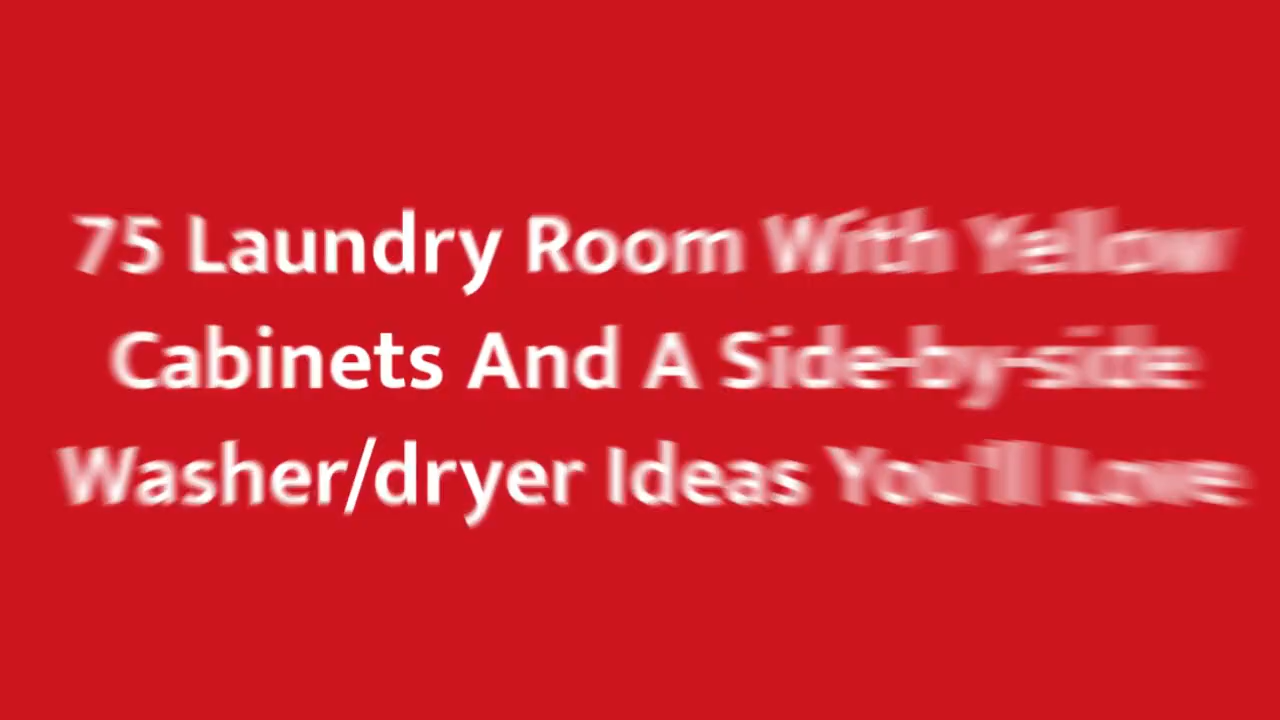 75 Laundry Room With Yellow
Cabinets And A Side-by-side
Washer/dryer Ideas You'll Love